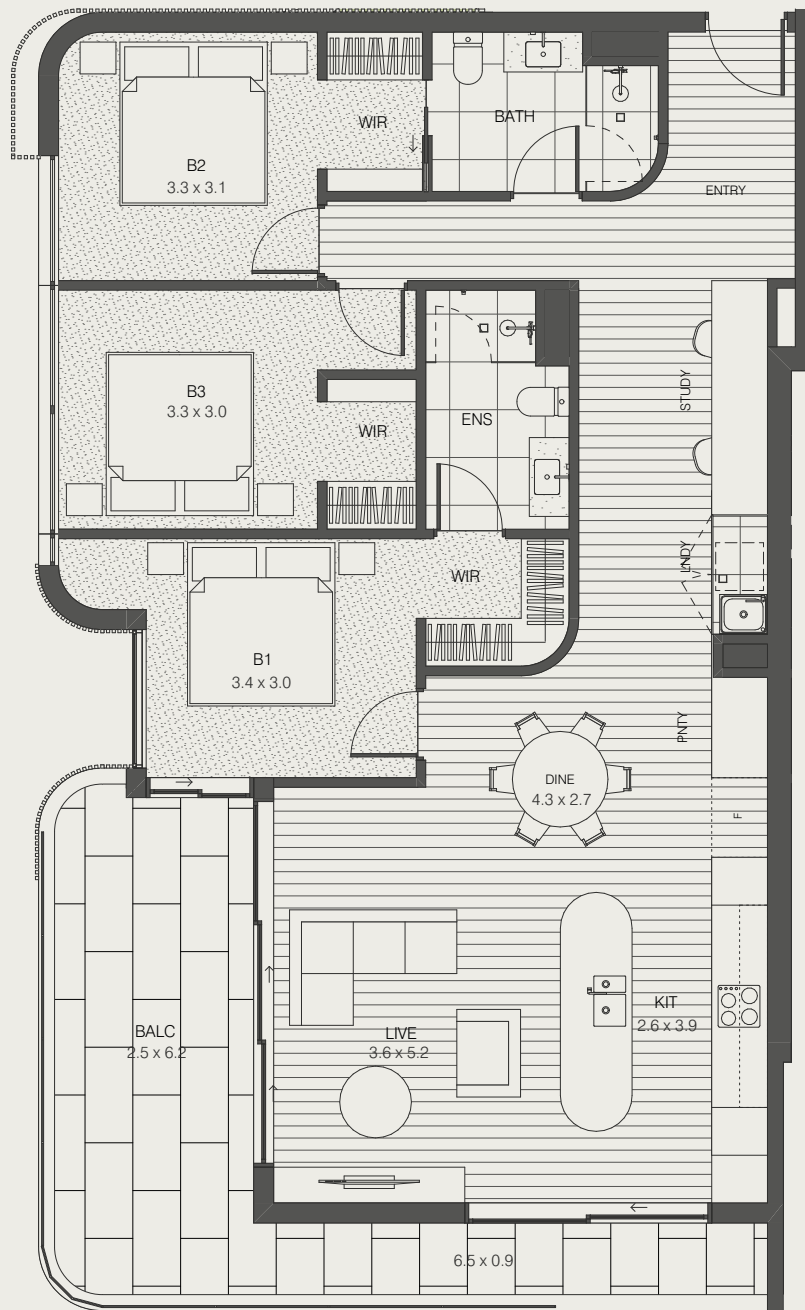 WIR
BATH
B2
3.3 x 3.1
ENTRY
B3
3.3 x 3.0
WIR
ENS
STUDY
LNDY
WIR
B1
3.4 x 3.0
PNTY
DINE
4.3 x 2.7
F
KIT
2.6 x 3.9
BALC
2.5 x 6.2
LIVE
3.6 x 5.2
6.5 x 0.9